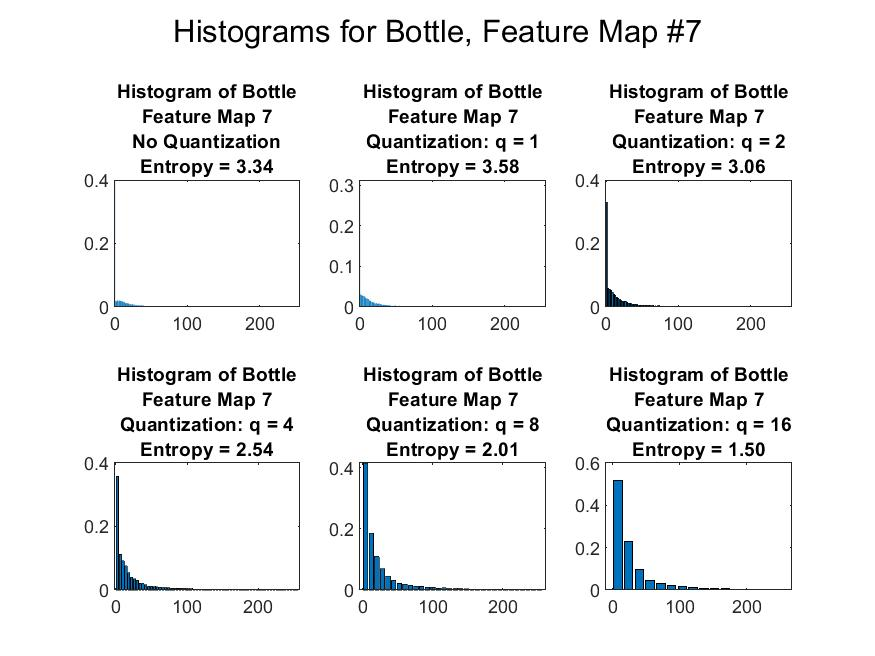 Histograms for Bottle, Feature Map #7
Histogram of Bottle
Feature Map 7
No Quantization
Entropy = 3.34
0.4
0.2
0
0 100 200
Histogram of Bottle
Feature Map 7
Quantization: q = 1
Entropy = 3.58
0.3
0.2
0.1
0
0 100 200
Histogram of Bottle
Feature Map 7
Quantization: q = 2
Entropy = 3.06
0.4
0.2
0
0 100 200
Histogram of Bottle
Feature Map 7
Quantization: q = 4
Entropy = 2.54
0.4
0.2
0
0 100 200
Histogram of Bottle
Feature Map 7
Quantization: q = 8
Entropy = 2.01
0.4
0.2
0
0 100 200
Histogram of Bottle
Feature Map 7
Quantization: q = 16
Entropy = 1.50
0.6
0.4
0.2
0
0 100 200